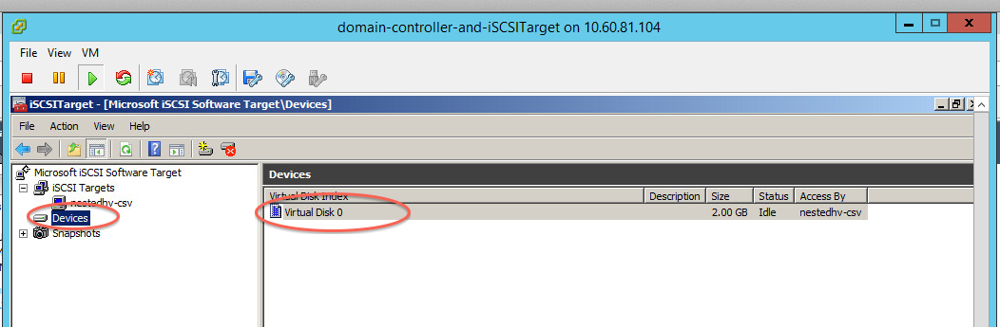 domain-controller-and-iSCSITarget on 10.60.81.104
File View VM
iSCSITarget - [Microsoft iSCSI Software Target\Devices]
File Action View Help
Microsoft iSCSI Software Target
iSCSI Targets
nestedhv-csv
Devices
Snapshots
Devices
Virtual Disk Index Description Size Status Access By
Virtual Disk 0 2.00 GB Idle nestedhv-csv